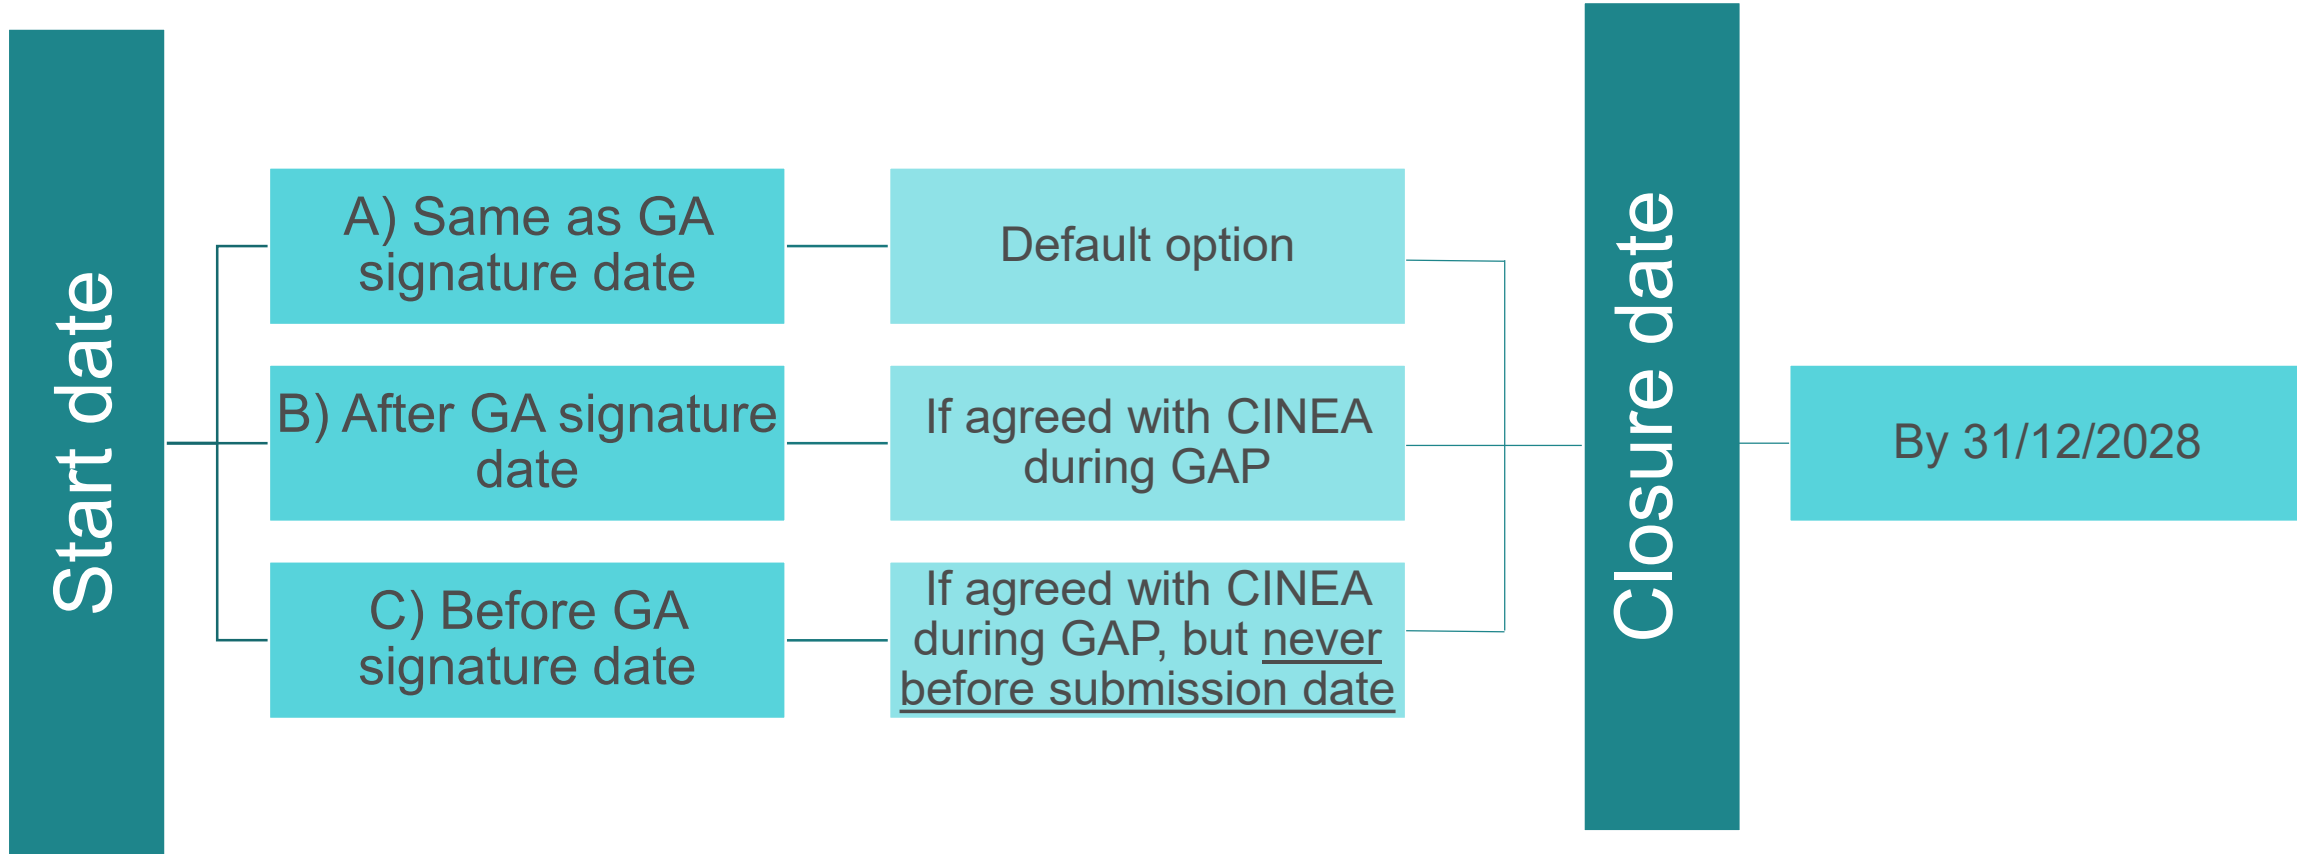 Start date
A) Same as GA
signature date
Default option
B) After GA signature
date
If agreed with CINEA
during GAP
C) Before GA
signature date
If agreed with CINEA
during GAP, but never
before submission date
Closure date
By 31/12/2028